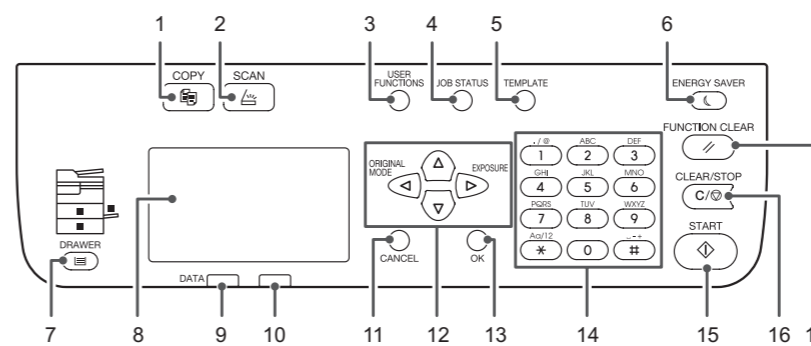 1 2 3 4 5 6
COPY SCAN USER FUNCTIONS JOB STATUS TEMPLATE ENERGY SAVER
FUNCTION CLEAR
ORIGINAL MODE EXPOSURE
./@ ABC DEF
1 2 3
GHI JKL MNO
4 5 6
CLEAR/STOP
C/
PQRS TUV WXYZ
7 8 9
START
Aα/12 _-+
* 0 #
DRAWER
CANCEL OK
DATA
7 8 9 10 11 12 13 14 15 16